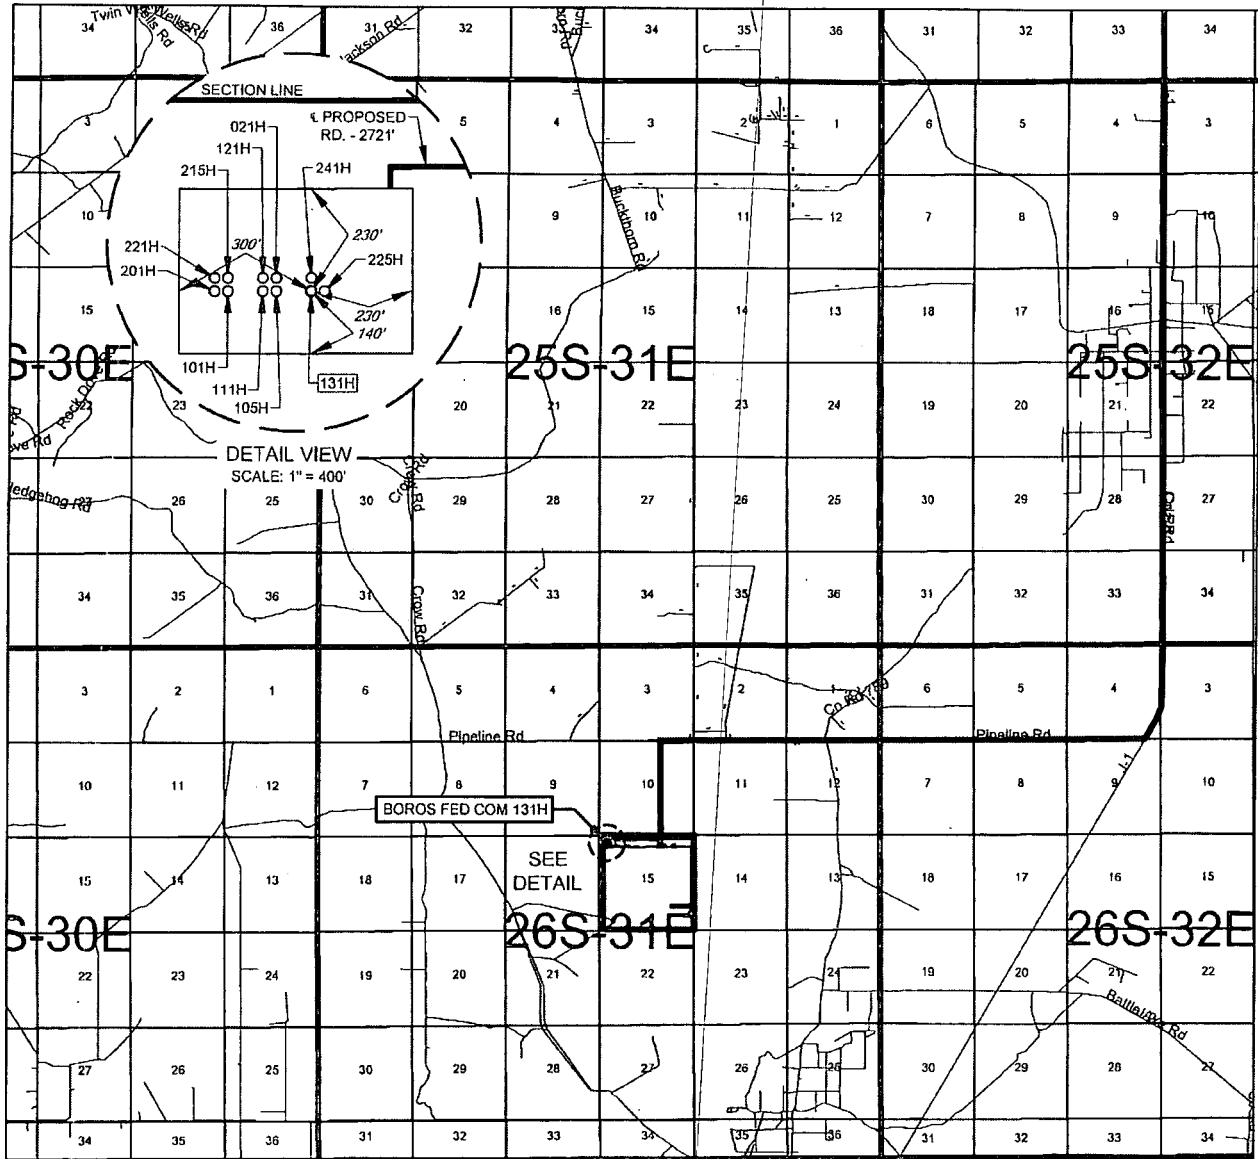 34 36 31 32 33 34 35 36 31 32 33 34
Twin Wells Rd
Wells Rd
Jackson Rd
SECTION LINE
℄ PROPOSED
RD. - 2721'
3 5 4 3 2 1 6 5 4 3
021H
121H
215H
241H
10 9 10 11 12 7 8 9 10
Buckthorn Rd
221H
300'
230'
225H
201H
230'
140'
15 16 15 14 13 18 17 16 15
101H
111H
105H
131H
S-30E 25S-31E 25S-32E
22 23 20 21 22 23 24 19 20 21 22
DETAIL VIEW
SCALE: 1" = 400'
Hedgehog Rd
Crow Rd
27 26 25 30 29 28 27 26 25 30 29 28 27
34 35 36 31 32 33 34 35 36 31 32 33 34
Crow Rd
3 2 1 6 5 4 3 2 1 6 5 4 3
Pipeline Rd
Pipeline Rd
10 11 12 7 8 9 10 11 12 7 8 9 10
J-1
BOROS FED COM 131H
SEE
DETAIL
15 14 13 18 17 15 14 13 18 17 16 15
S-30E 26S-31E 26S-32E
22 23 24 19 20 21 22 23 24 19 20 21 22
Rd
27 26 25 30 29 28 27 26 30 29 28 27
34 35 36 31 32 33 34 35 36 31 32 33 34